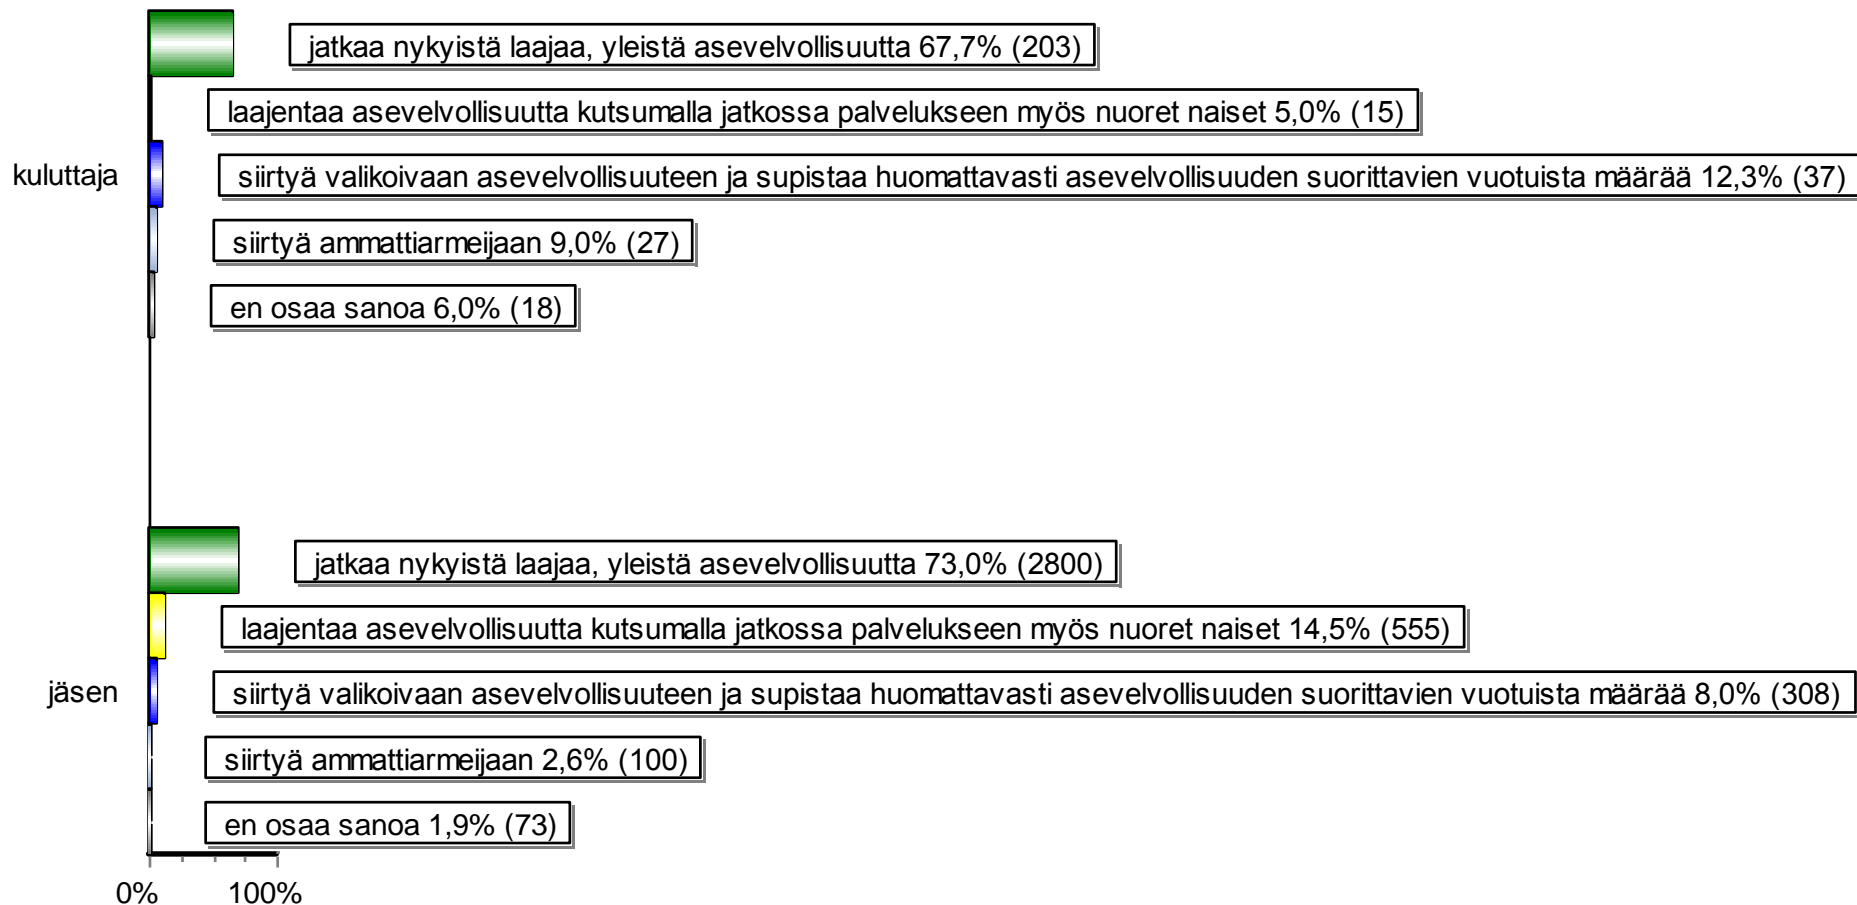 jatkaa nykyistä laajaa, yleistä asevelvollisuutta 67,7% (203)
laajentaa asevelvollisuutta kutsumalla jatkossa palvelukseen myös nuoret naiset 5,0% (15)
kuluttaja
siirtyä valikoivaan asevelvollisuuteen ja supistaa huomattavasti asevelvollisuuden suorittavien vuotuista määrää 12,3% (37)
siirtyä ammattiarmeijaan 9,0% (27)
en osaa sanoa 6,0% (18)
jatkaa nykyistä laajaa, yleistä asevelvollisuutta 73,0% (2800)
laajentaa asevelvollisuutta kutsumalla jatkossa palvelukseen myös nuoret naiset 14,5% (555)
jäsen
siirtyä valikoivaan asevelvollisuuteen ja supistaa huomattavasti asevelvollisuuden suorittavien vuotuista määrää 8,0% (308)
siirtyä ammattiarmeijaan 2,6% (100)
en osaa sanoa 1,9% (73)
0% 100%